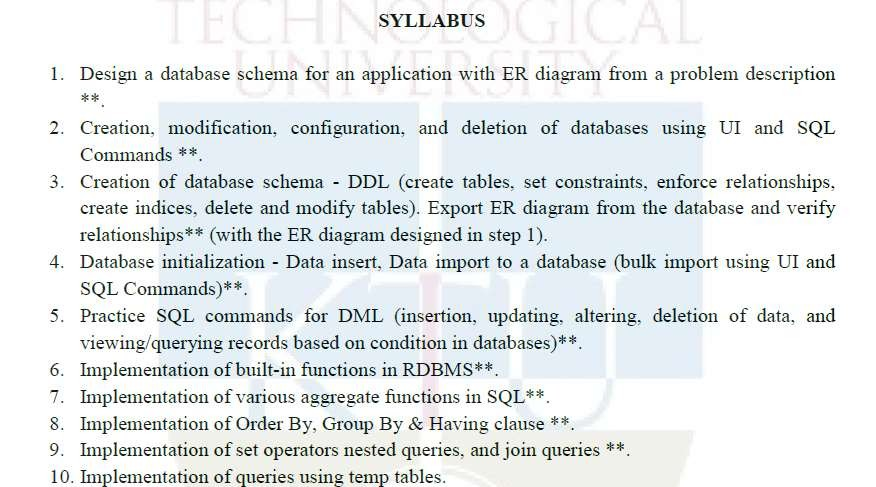 TECHNOLOGICAL
SYLLABUS
UNIVERSITY
1. Design a database schema for an application with ER diagram from a problem description
**.
2. Creation, modification, configuration, and deletion of databases using UI and SQL
Commands **.
3. Creation of database schema - DDL (create tables, set constraints, enforce relationships,
create indices, delete and modify tables). Export ER diagram from the database and verify
relationships** (with the ER diagram designed in step 1).
4. Database initialization - Data insert, Data import to a database (bulk import using UI and
SQL Commands)**.
5. Practice SQL commands for DML (insertion, updating, altering, deletion of data, and
viewing/querying records based on condition in databases)**.
KTU
6. Implementation of built-in functions in RDBMS**.
7. Implementation of various aggregate functions in SQL**.
8. Implementation of Order By, Group By & Having clause **.
9. Implementation of set operators nested queries, and join queries **.
10. Implementation of queries using temp tables.